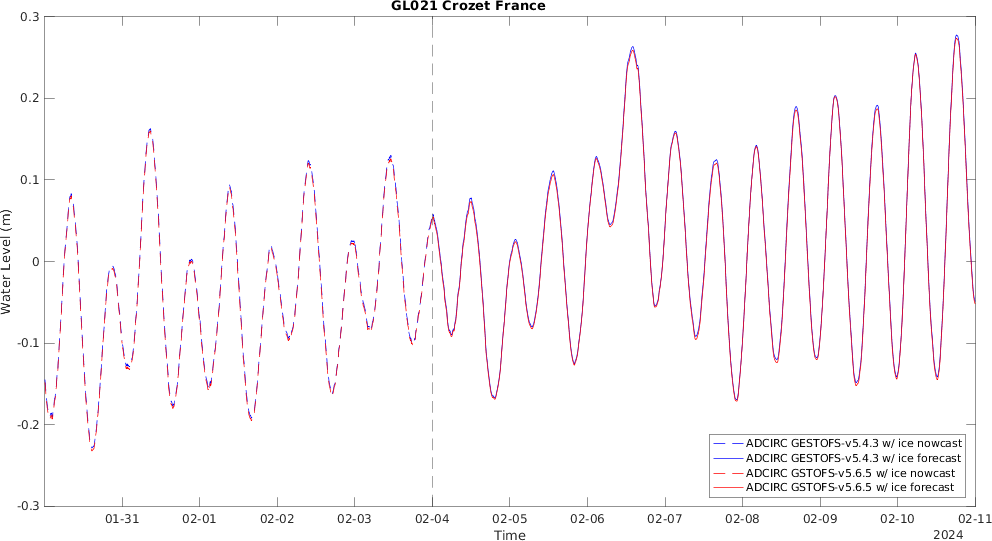 GL021 Crozet France
0.3
0.2
0.1
0
-0.1
-0.2
-0.3
Water Level (m)
ADCIRC GESTOFS-v5.4.3 w/ ice nowcast
ADCIRC GESTOFS-v5.4.3 w/ ice forecast
ADCIRC GSTOFS-v5.6.5 w/ ice nowcast
ADCIRC GSTOFS-v5.6.5 w/ ice forecast
01-31 02-01 02-02 02-03 02-04 02-05 02-06 02-07 02-08 02-09 02-10 02-11
Time
2024